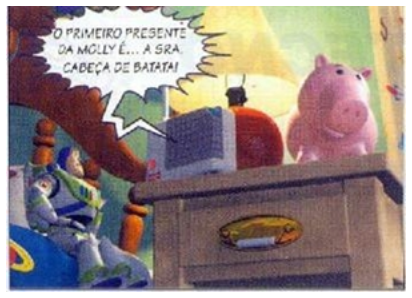 O PRIMEIRO PRESENTE
DA MOLLY É... A SRA.
CABEÇA DE BATATA!